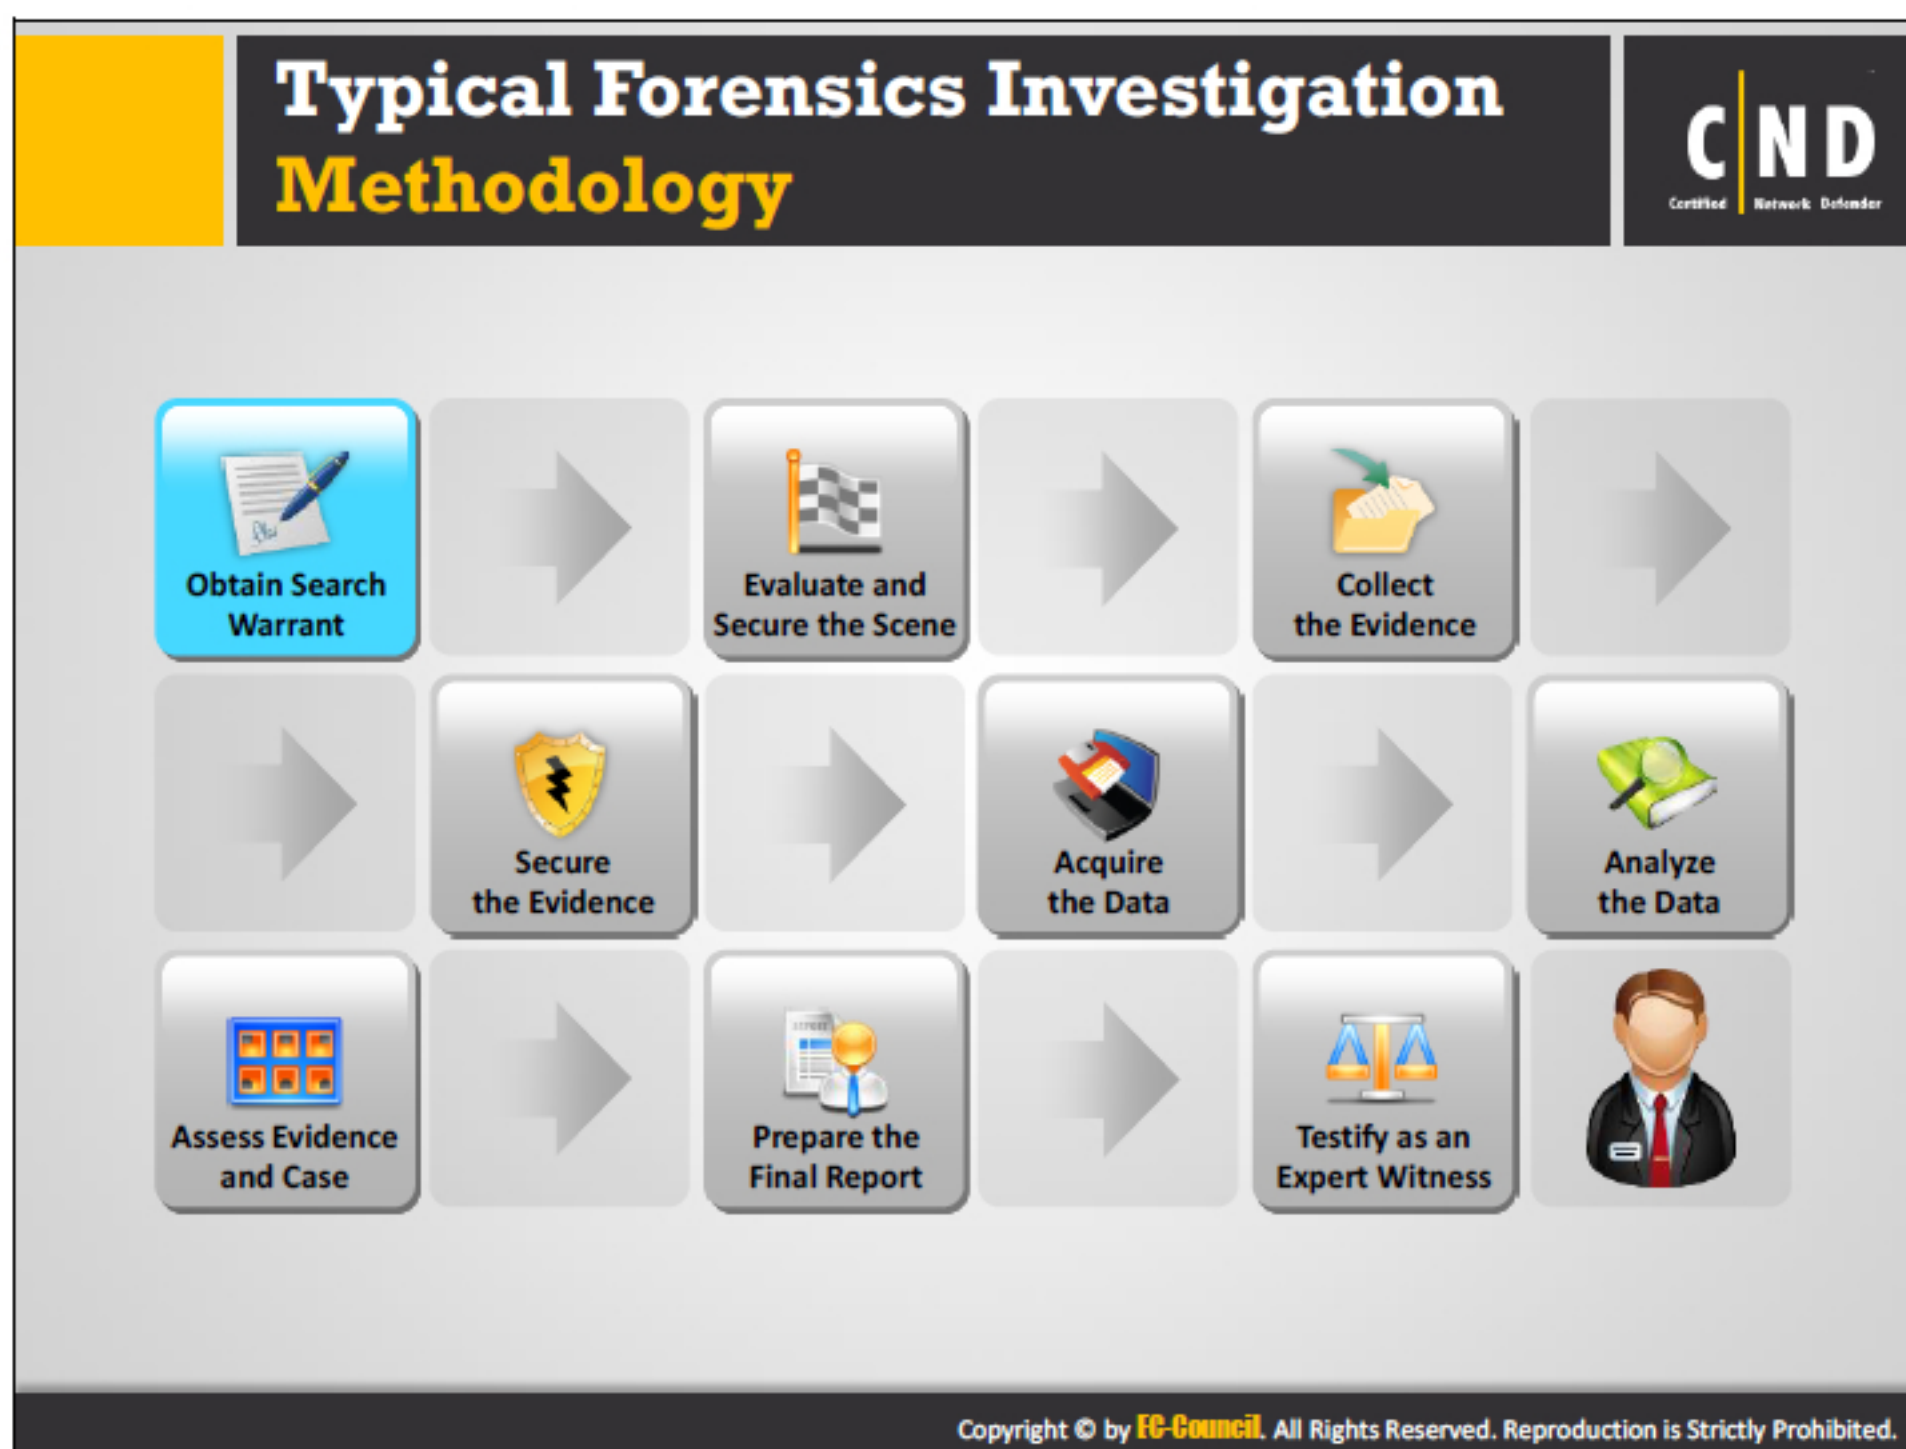 Typical Forensics Investigation
Methodology
C|ND
Certified Network Defender
Obtain Search
Warrant
Evaluate and
Secure the Scene
Collect
the Evidence
Secure
the Evidence
Acquire
the Data
Analyze
the Data
Assess Evidence
and Case
REPORT
Prepare the
Final Report
Testify as an
Expert Witness
Copyright © by EC-Council. All Rights Reserved. Reproduction is Strictly Prohibited.